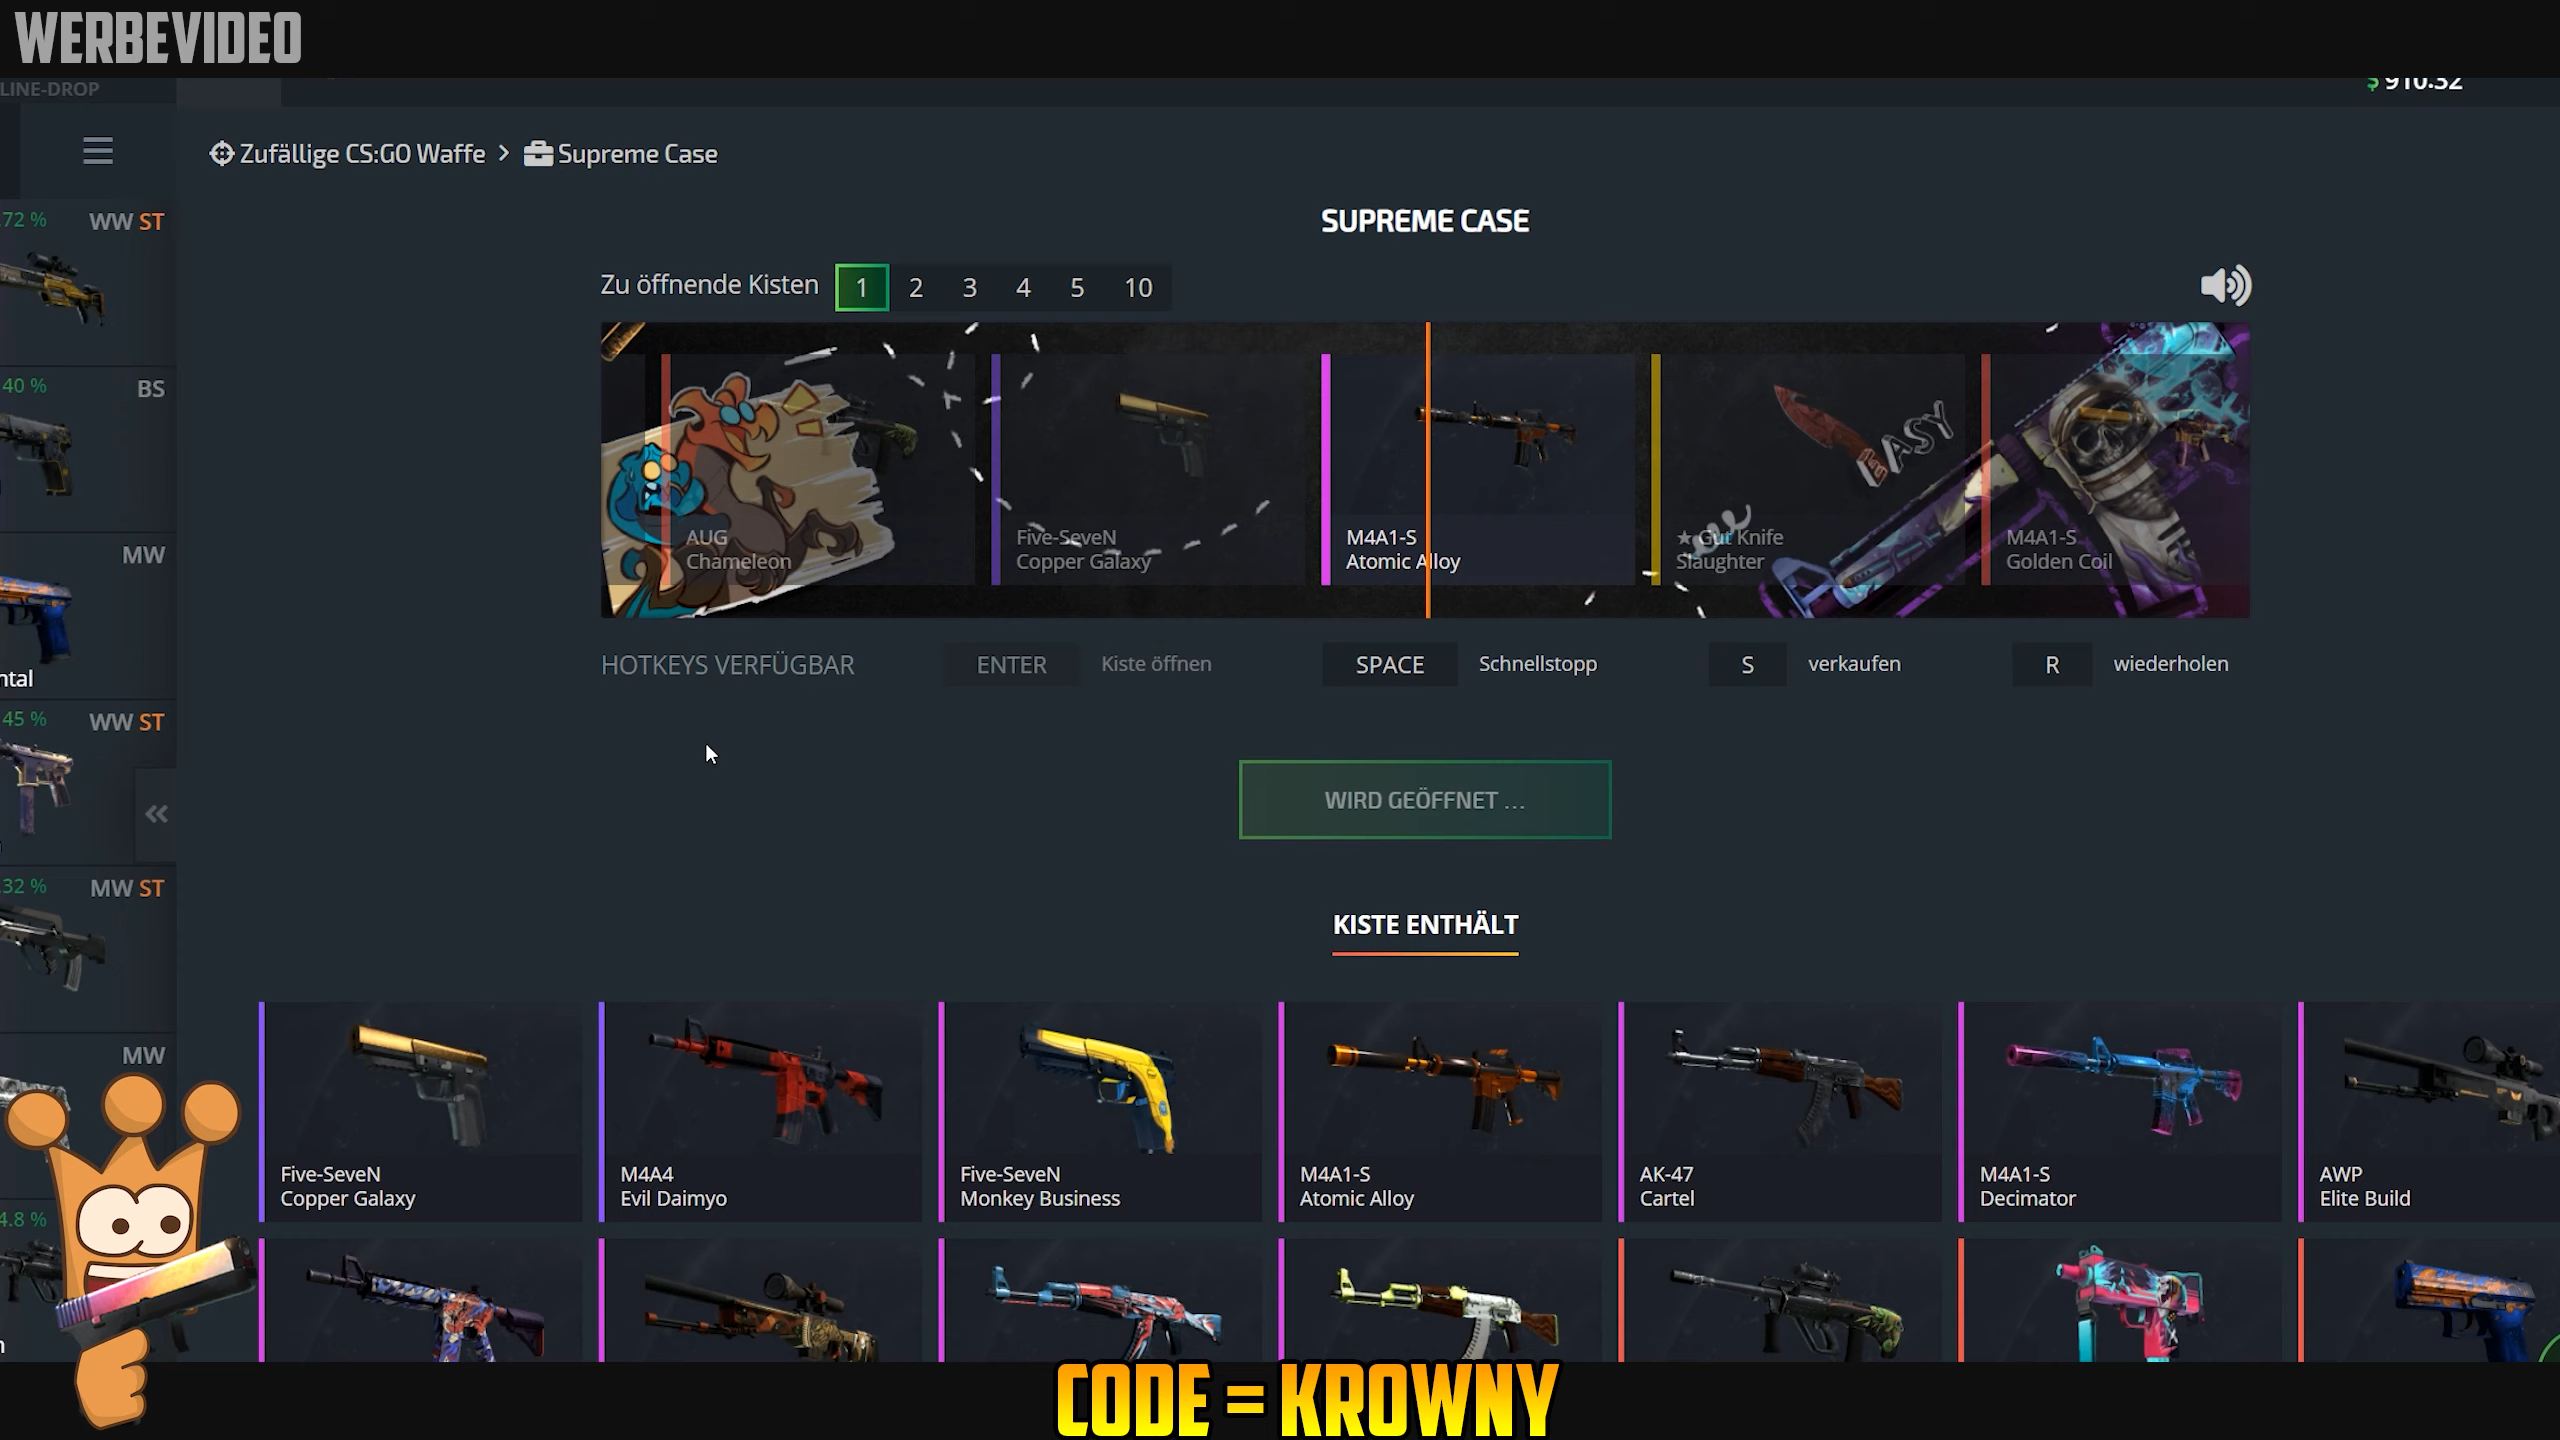 WERBEVIDEO
LINE-DROP
$ 910.32
Zufällige CS:GO Waffe > Supreme Case
.72 %
WW ST
SUPREME CASE
Zu öffnende Kisten 1 2 3 4 5 10
40 %
BS
EASY
AUG
Chameleon
Five-SeveN
Copper Galaxy
M4A1-S
Atomic Alloy
★ Gut Knife
Slaughter
M4A1-S
Golden Coil
MW
ntal
HOTKEYS VERFÜGBAR
ENTER Kiste öffnen
SPACE Schnellstopp
S verkaufen
R wiederholen
45 %
WW ST
WIRD GEÖFFNET ...
.32 %
MW ST
KISTE ENTHÄLT
MW
Five-SeveN
Copper Galaxy
M4A4
Evil Daimyo
Five-SeveN
Monkey Business
M4A1-S
Atomic Alloy
AK-47
Cartel
M4A1-S
Decimator
AWP
Elite Build
4.8 %
n
CODE = KROWNY